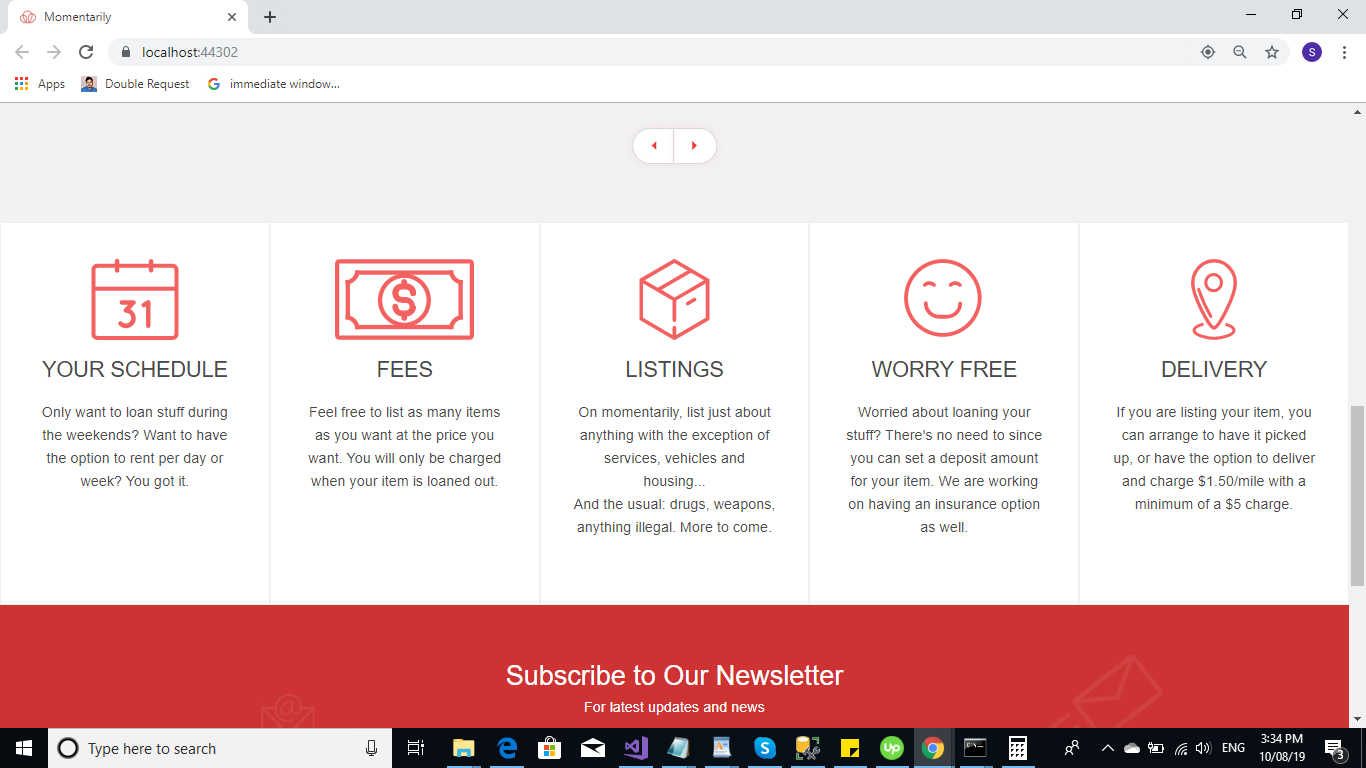 Momentarily
localhost:44302
S
Apps
Double Request
immediate window...
31
$
YOUR SCHEDULE
FEES
LISTINGS
WORRY FREE
DELIVERY
Only want to loan stuff during
the weekends? Want to have
the option to rent per day or
week? You got it.
Feel free to list as many items
as you want at the price you
want. You will only be charged
when your item is loaned out.
On momentarily, list just about
anything with the exception of
services, vehicles and
housing...
And the usual: drugs, weapons,
anything illegal. More to come.
Worried about loaning your
stuff? There's no need to since
you can set a deposit amount
for your item. We are working
on having an insurance option
as well.
If you are listing your item, you
can arrange to have it picked
up, or have the option to deliver
and charge $1.50/mile with a
minimum of a $5 charge.
@
Subscribe to Our Newsletter
For latest updates and news
Type here to search
up
ENG
3:34 PM
10/08/19
3